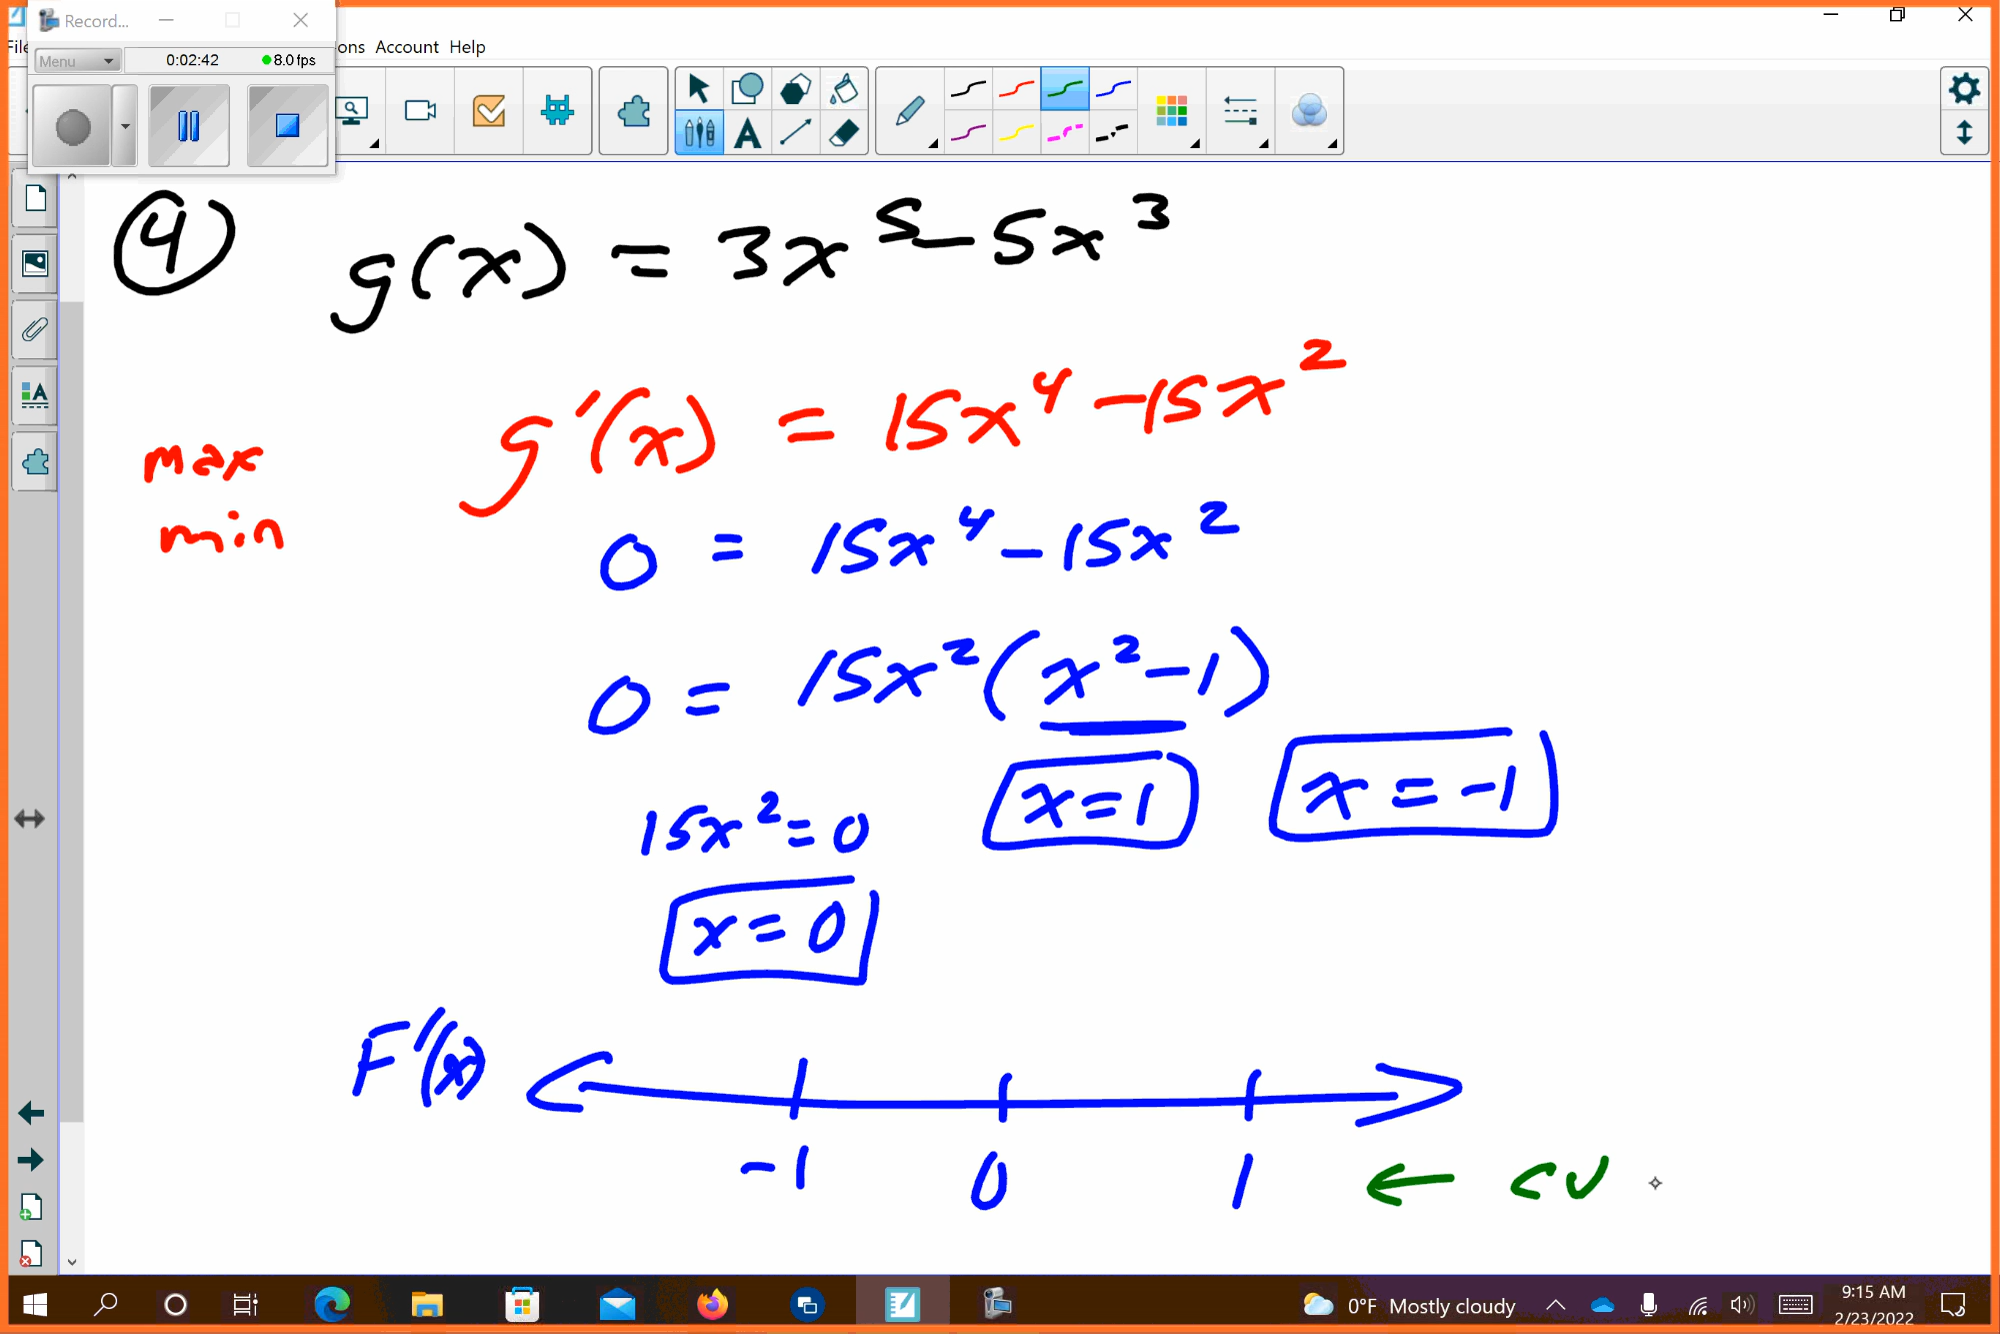 Record...
File
ons Account Help
Menu
0:02:42
8.0 fps
④ g(x) = 3x⁵ - 5x³
g'(x) = 15x⁴ - 15x²
max
min
0 = 15x⁴ - 15x²
0 = 15x²(x² - 1)
x = 1
x = -1
15x² = 0
x = 0
F'(x)
-1 0 1 ← CV
0°F Mostly cloudy
9:15 AM
2/23/2022